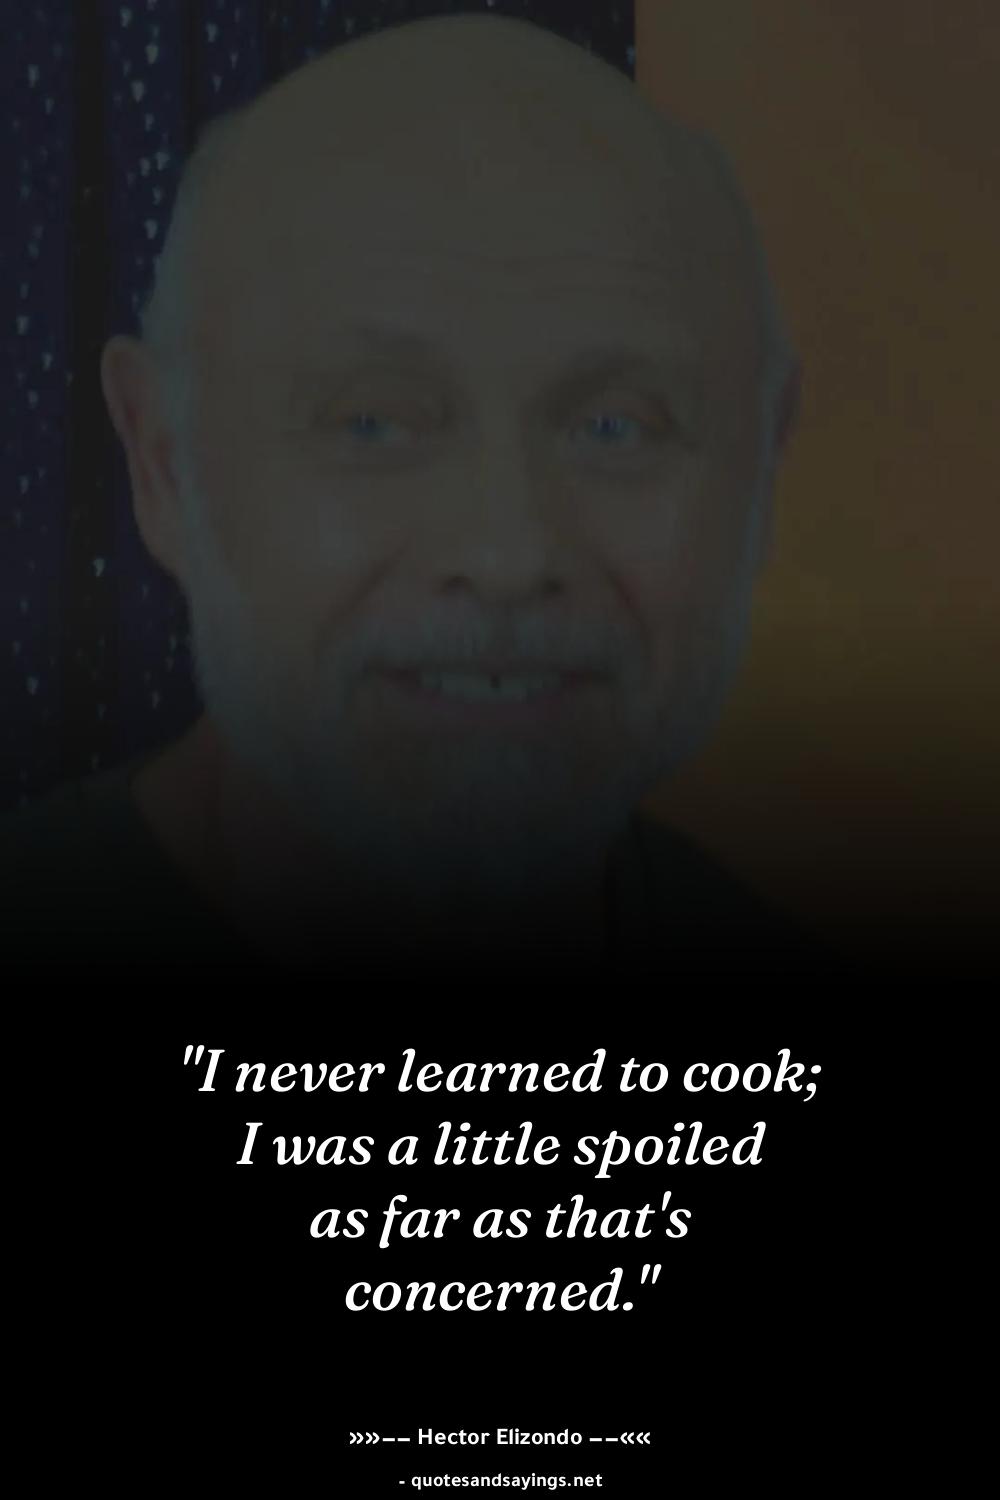 "I never learned to cook;
I was a little spoiled
as far as that's
concerned."
»»–– Hector Elizondo ––««
- quotesandsayings.net